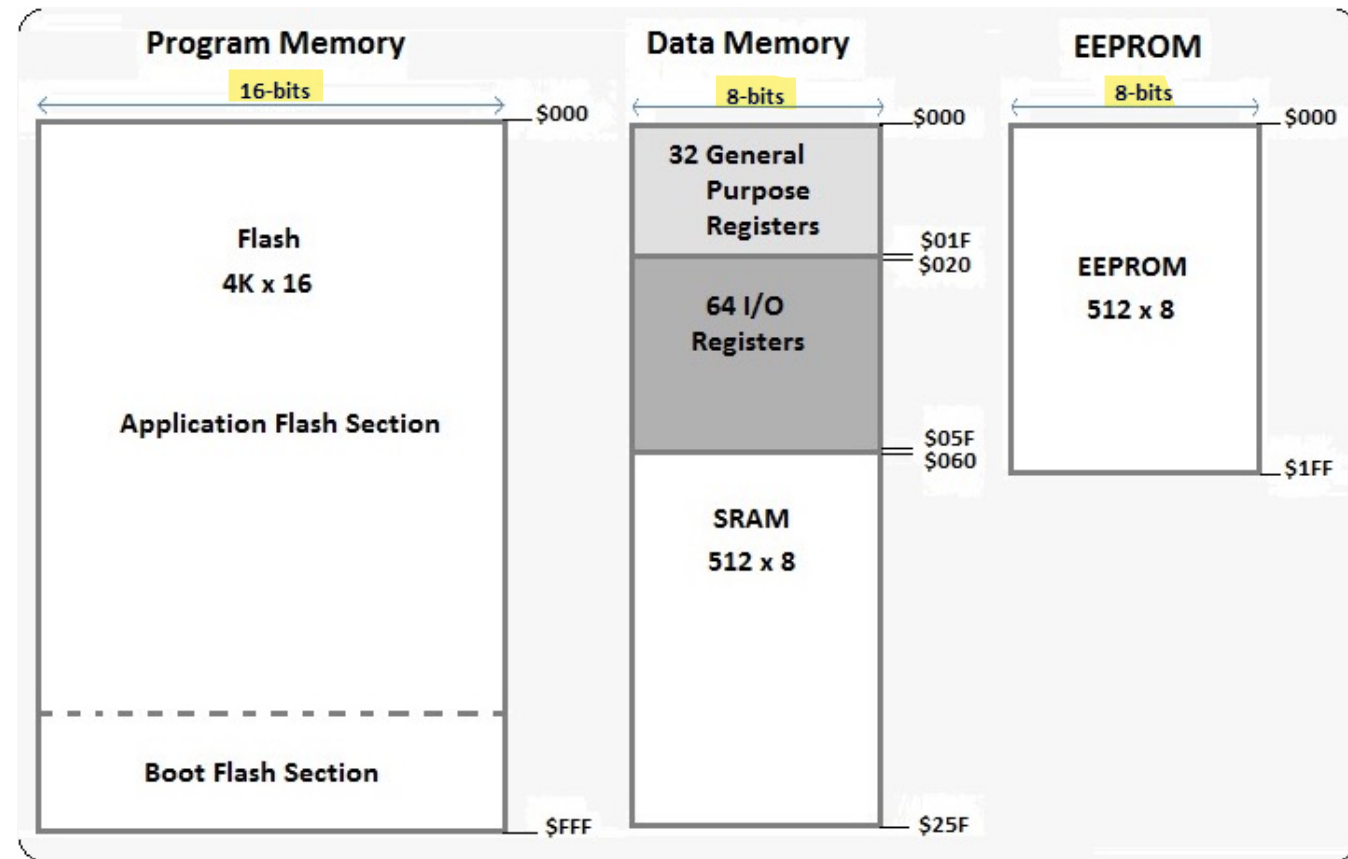 Program Memory
16-bits
$000
Flash
4K x 16
Application Flash Section
Boot Flash Section
$FFF
Data Memory
8-bits
$000
32 General
Purpose
Registers
$01F
$020
64 I/O
Registers
$05F
$060
SRAM
512 x 8
$25F
EEPROM
8-bits
$000
EEPROM
512 x 8
$1FF